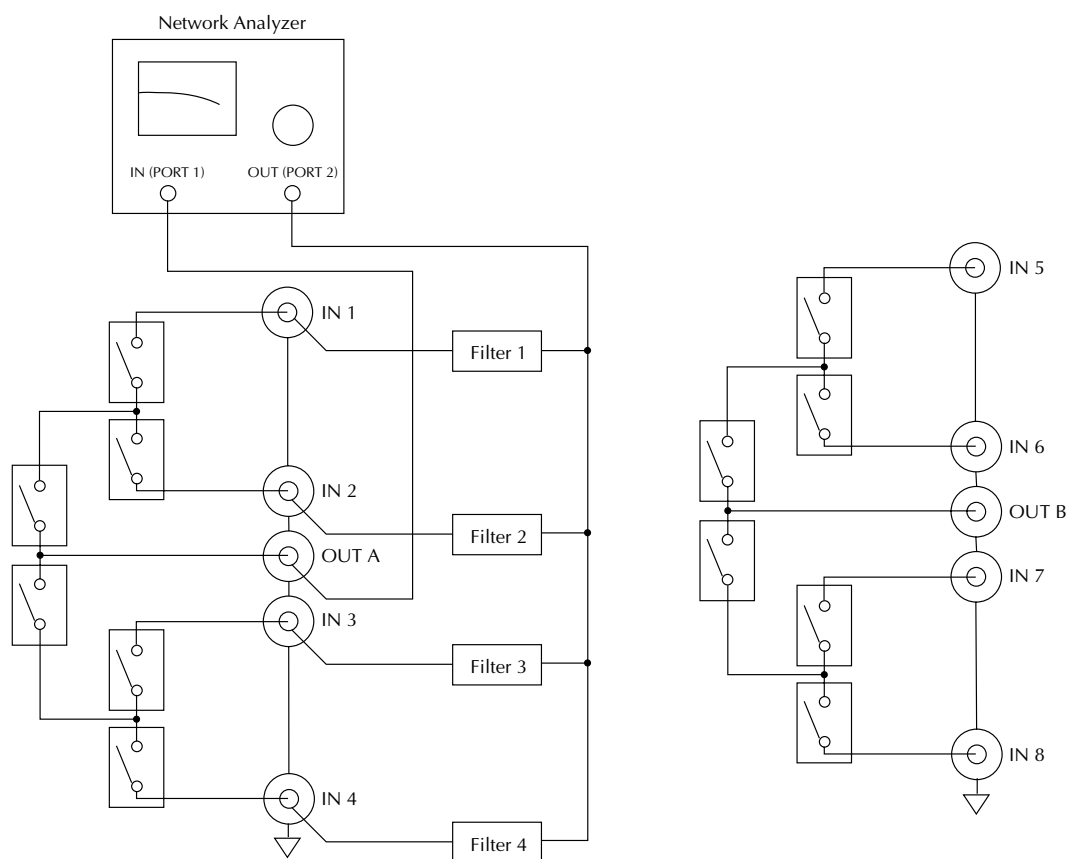 Network Analyzer
IN (PORT 1)
OUT (PORT 2)
IN 1
Filter 1
IN 2
Filter 2
OUT A
IN 3
Filter 3
IN 4
Filter 4
IN 5
IN 6
OUT B
IN 7
IN 8